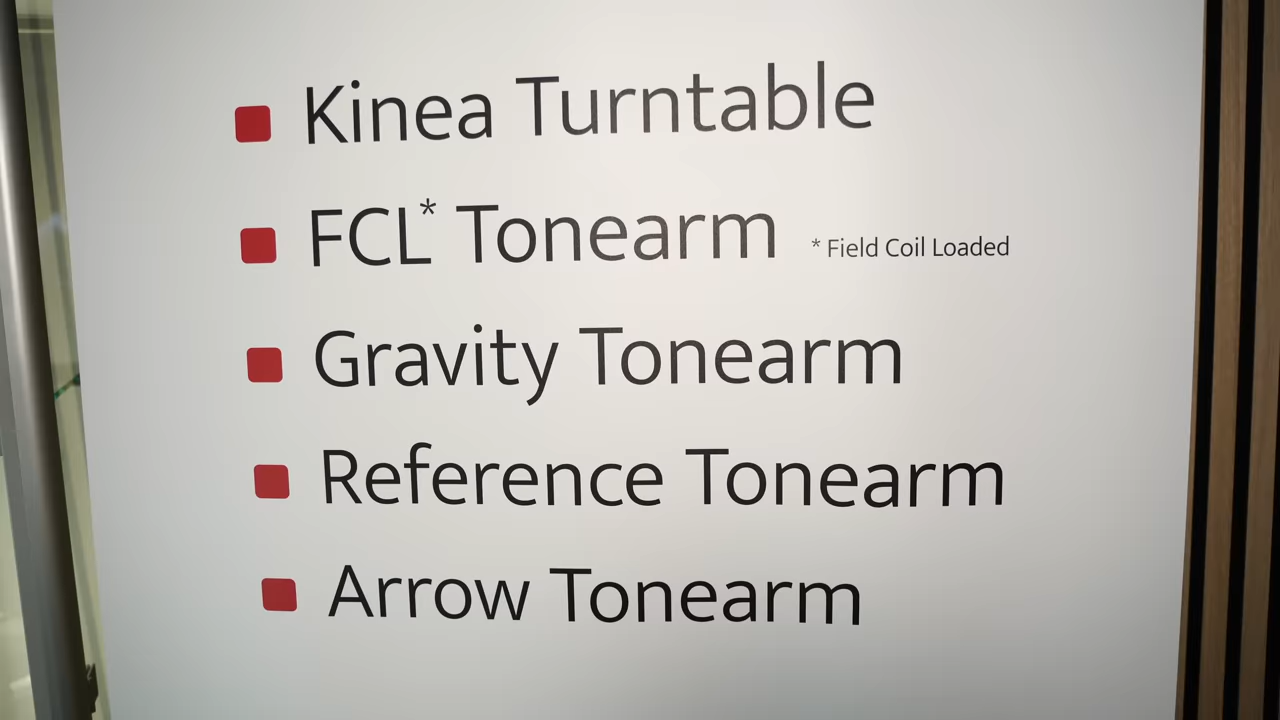 Kinea Turntable
FCL* Tonearm * Field Coil Loaded
Gravity Tonearm
Reference Tonearm
Arrow Tonearm